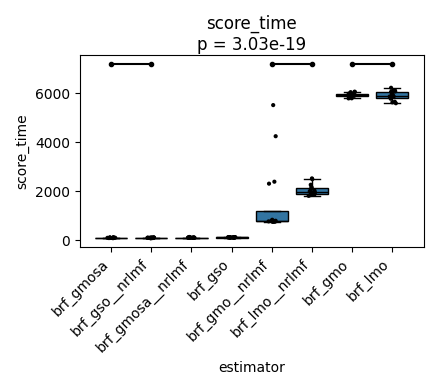 score_time
p = 3.03e-19
score_time
6000
4000
2000
0
brf_gmosa
brf_gso__nrlmf
brf_gmosa__nrlmf
brf_gso
brf_gmo__nrlmf
brf_lmo__nrlmf
brf_gmo
brf_lmo
estimator